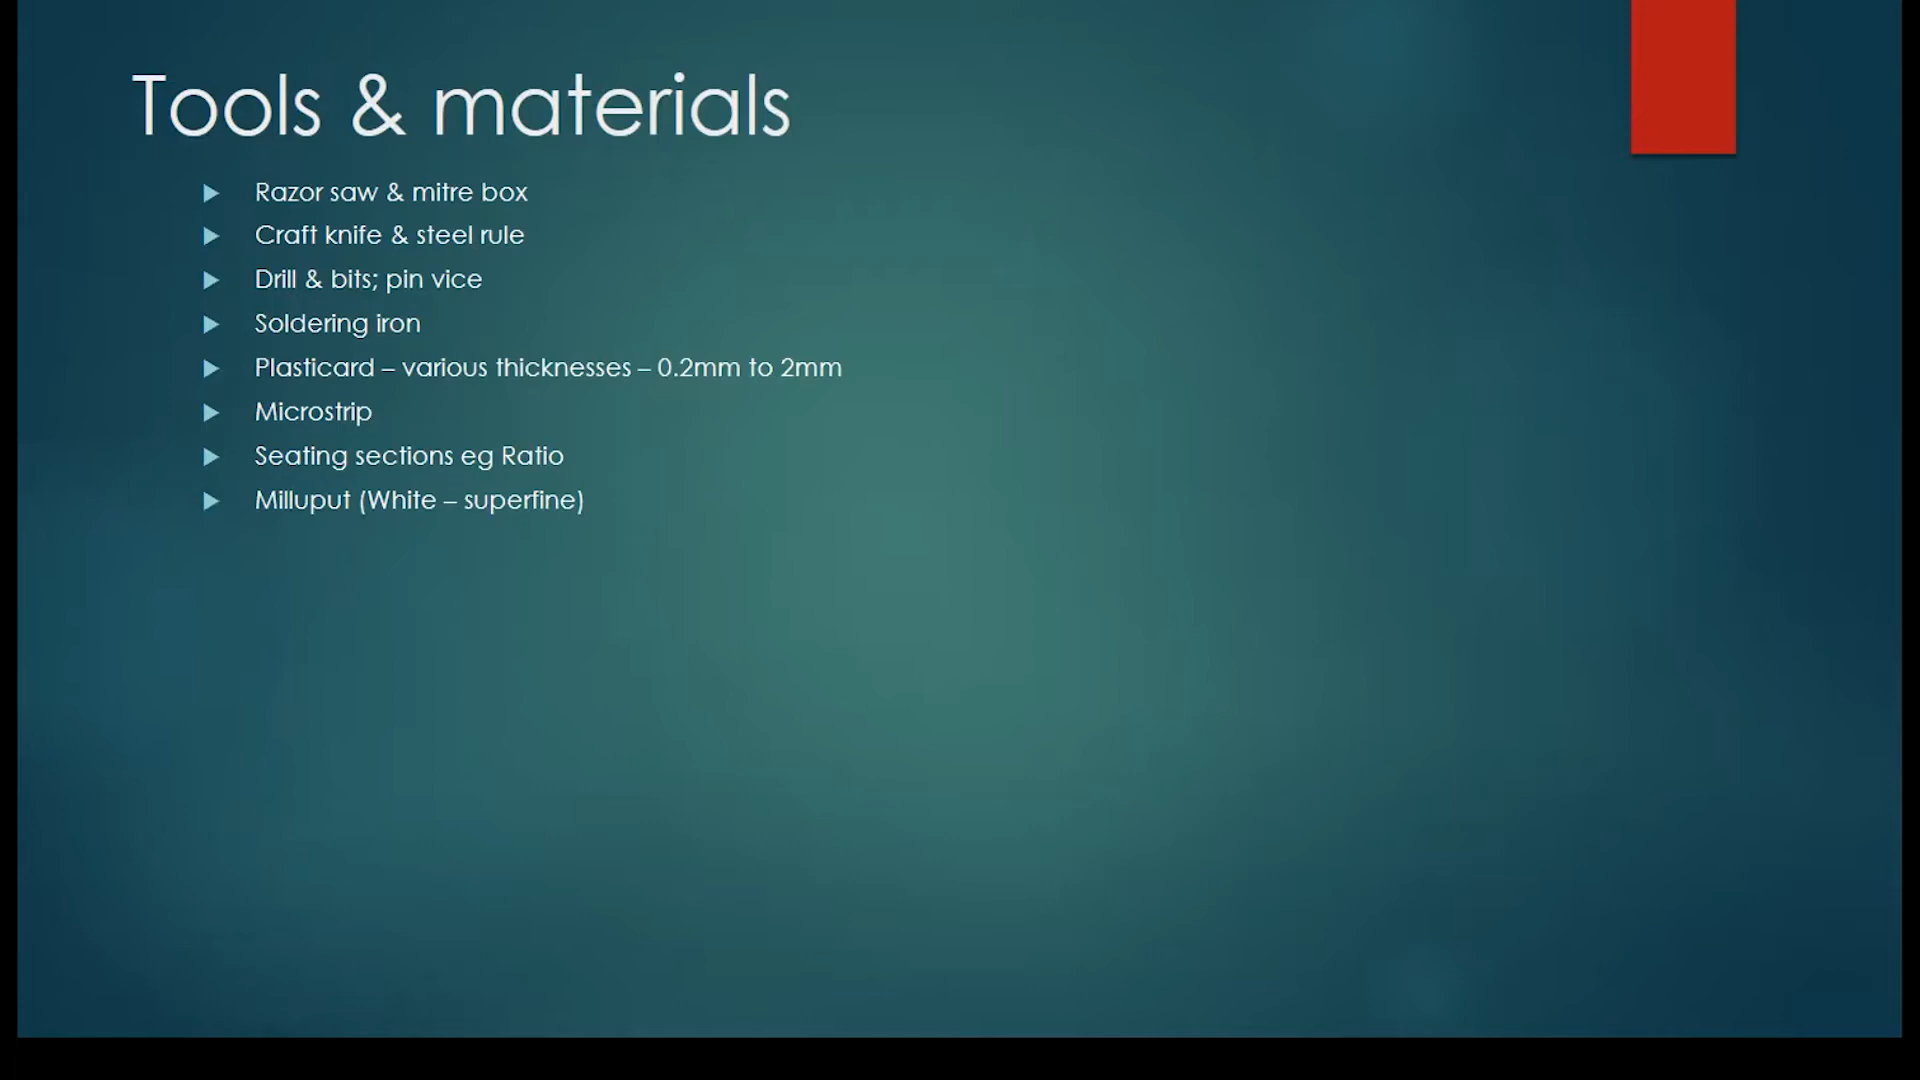 Tools & materials
Razor saw & mitre box
Craft knife & steel rule
Drill & bits; pin vice
Soldering iron
Plasticard – various thicknesses – 0.2mm to 2mm
Microstrip
Seating sections eg Ratio
Milluput (White – superfine)